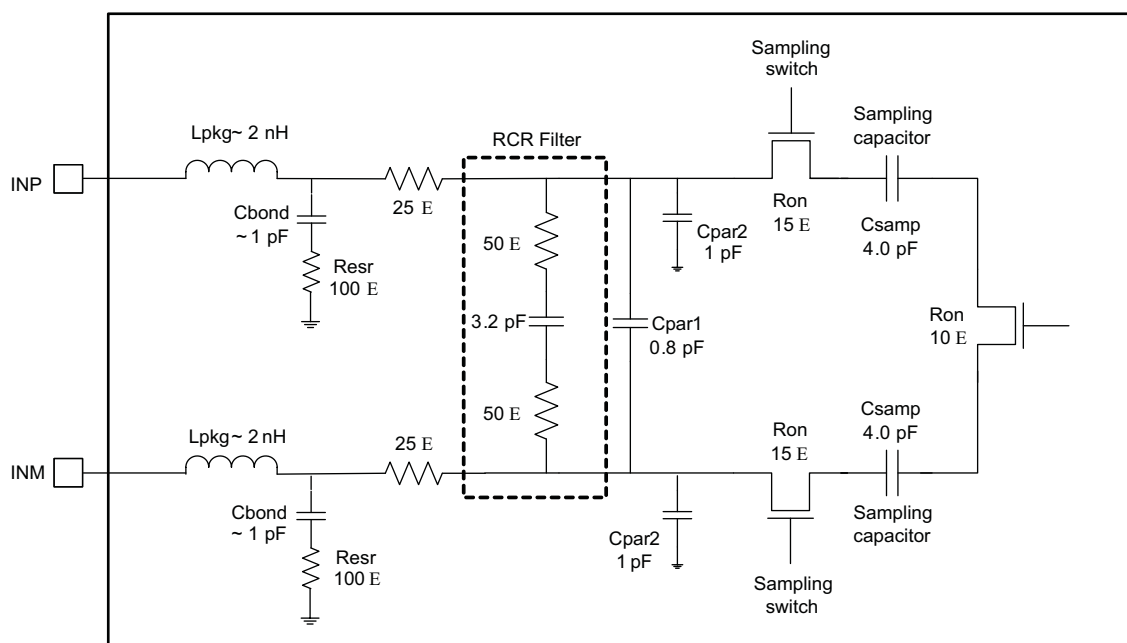 Sampling
switch
Sampling
capacitor
Lpkg~ 2 nH
RCR Filter
INP
25 E
Cbond
~ 1 pF
Resr
100 E
50 E
3.2 pF
50 E
Cpar1
0.8 pF
Cpar2
1 pF
Ron
15 E
Csamp
4.0 pF
Ron
10 E
Lpkg~ 2 nH
25 E
INM
Cbond
~ 1 pF
Resr
100 E
Cpar2
1 pF
Ron
15 E
Csamp
4.0 pF
Sampling
capacitor
Sampling
switch